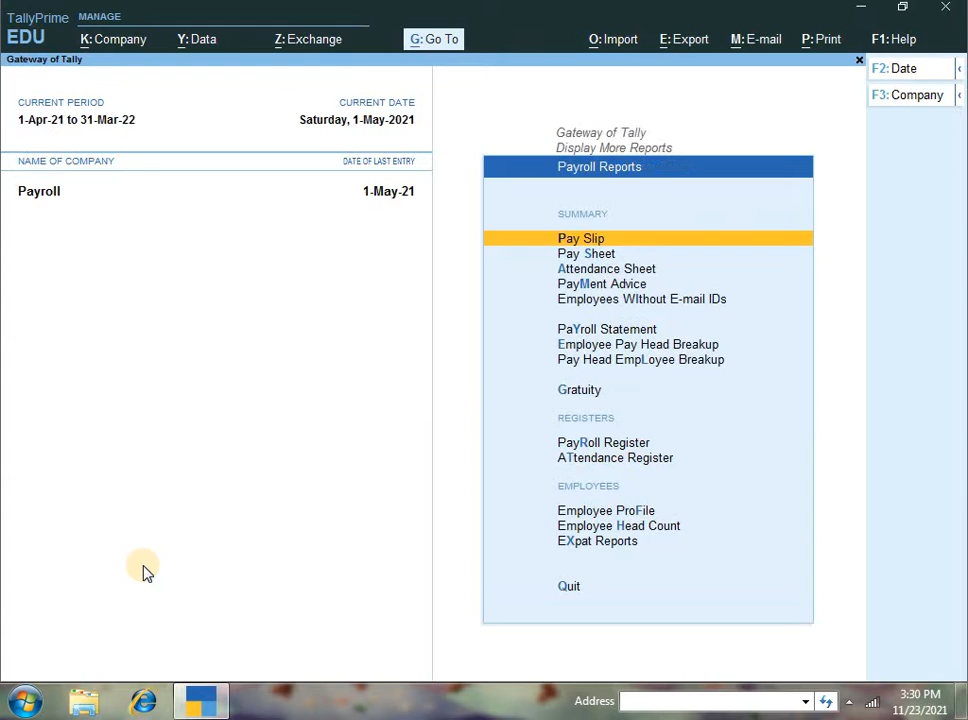 TallyPrime MANAGE
EDU K: Company Y: Data Z: Exchange G: Go To O: Import E: Export M: E-mail P: Print F1: Help
Gateway of Tally
F2: Date
CURRENT PERIOD CURRENT DATE
F3: Company
1-Apr-21 to 31-Mar-22 Saturday, 1-May-2021
Gateway of Tally
Display More Reports
NAME OF COMPANY DATE OF LAST ENTRY
Payroll Reports
Payroll 1-May-21
SUMMARY
Pay Slip
Pay Sheet
Attendance Sheet
PayMent Advice
Employees WIthout E-mail IDs
PaYroll Statement
Employee Pay Head Breakup
Pay Head EmpLoyee Breakup
Gratuity
REGISTERS
PayRoll Register
ATtendance Register
EMPLOYEES
Employee ProFile
Employee Head Count
EXpat Reports
Quit
Address
3:30 PM
11/23/2021